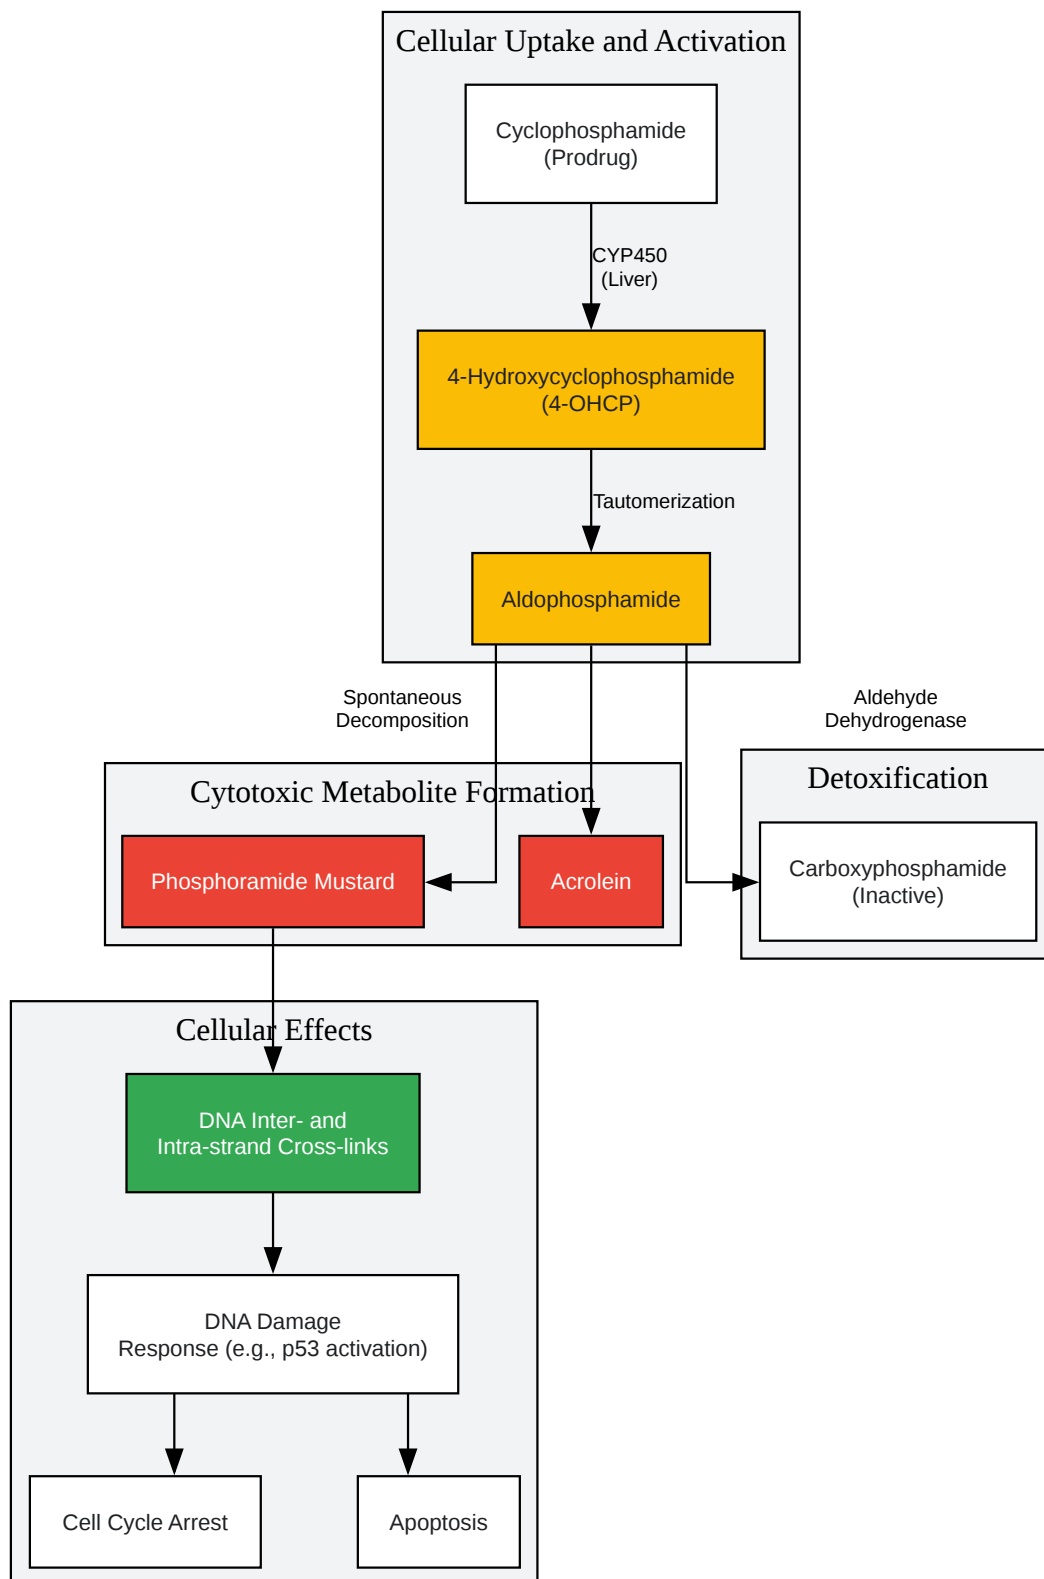 Cellular Uptake and Activation
Cyclophosphamide
(Prodrug)
CYP450
(Liver)
4-Hydroxycyclophosphamide
(4-OHCP)
Tautomerization
Aldophosphamide
Spontaneous
Decomposition
Aldehyde
Dehydrogenase
Cytotoxic Metabolite Formation
Detoxification
Phosphoramide Mustard
Acrolein
Carboxyphosphamide
(Inactive)
Cellular Effects
DNA Inter- and
Intra-strand Cross-links
DNA Damage
Response (e.g., p53 activation)
Cell Cycle Arrest
Apoptosis